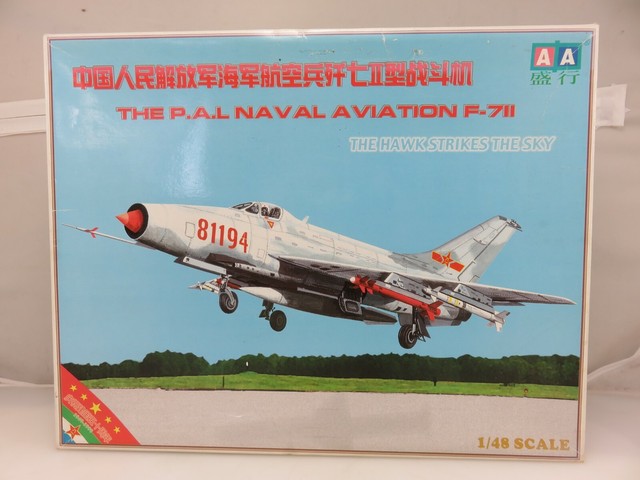 中国人民解放军海军航空兵歼七II型战斗机
AA
盛行
THE P.A.L NAVAL AVIATION F-7II
THE HAWK STRIKES THE SKY
81194
1/48 SCALE